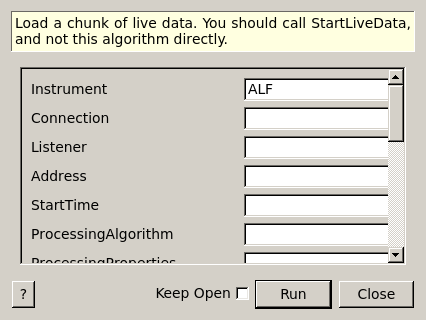 Load a chunk of live data. You should call StartLiveData,
and not this algorithm directly.
Instrument ALF
Connection
Listener
Address
StartTime
ProcessingAlgorithm
ProcessingProperties
? Keep Open Run Close